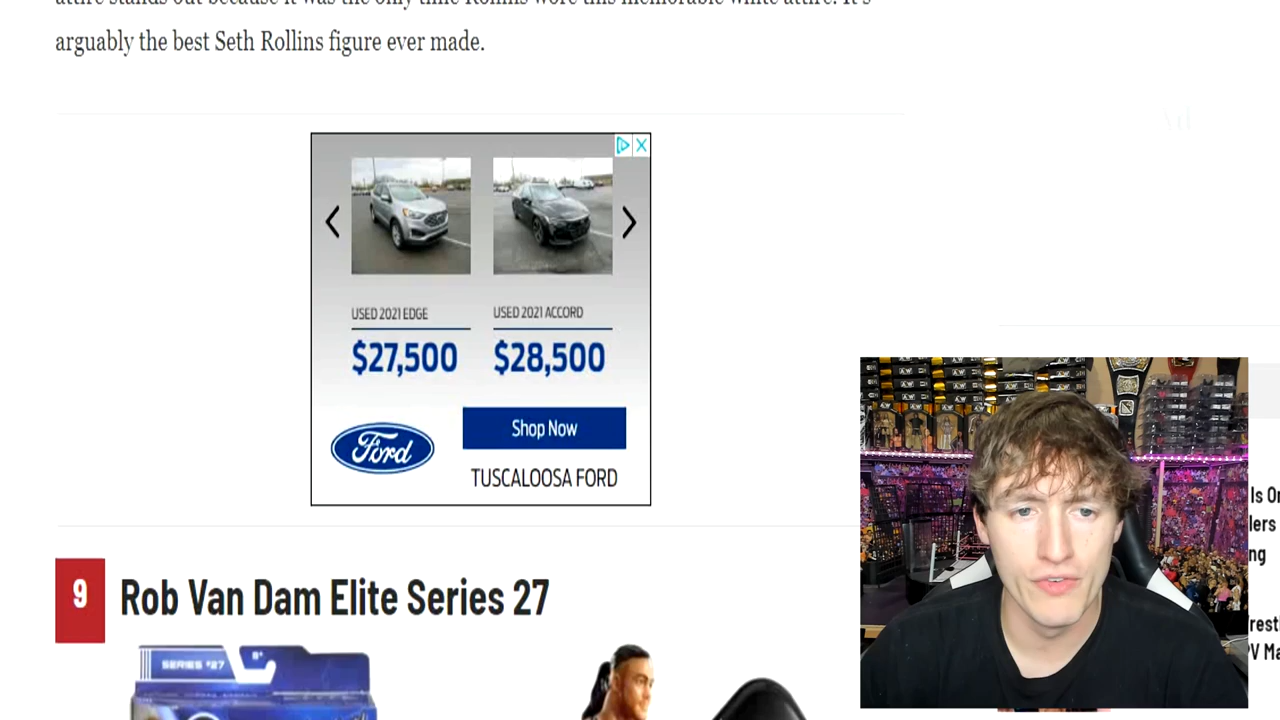 arguably the best Seth Rollins figure ever made.
USED 2021 EDGE
USED 2021 ACCORD
$27,500
$28,500
Ford
Shop Now
TUSCALOOSA FORD
9
Rob Van Dam Elite Series 27
SERIES #27